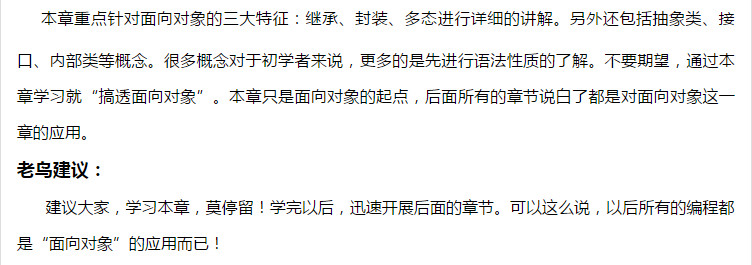 本章重点针对面向对象的三大特征：继承、封装、多态进行详细的讲解。另外还包括抽象类、接
口、内部类等概念。很多概念对于初学者来说，更多的是先进行语法性质的了解。不要期望，通过本
章学习就“搞透面向对象”。本章只是面向对象的起点，后面所有的章节说白了都是对面向对象这一
章的应用。
老鸟建议：
建议大家，学习本章，莫停留！学完以后，迅速开展后面的章节。可以这么说，以后所有的编程都
是“面向对象”的应用而已！